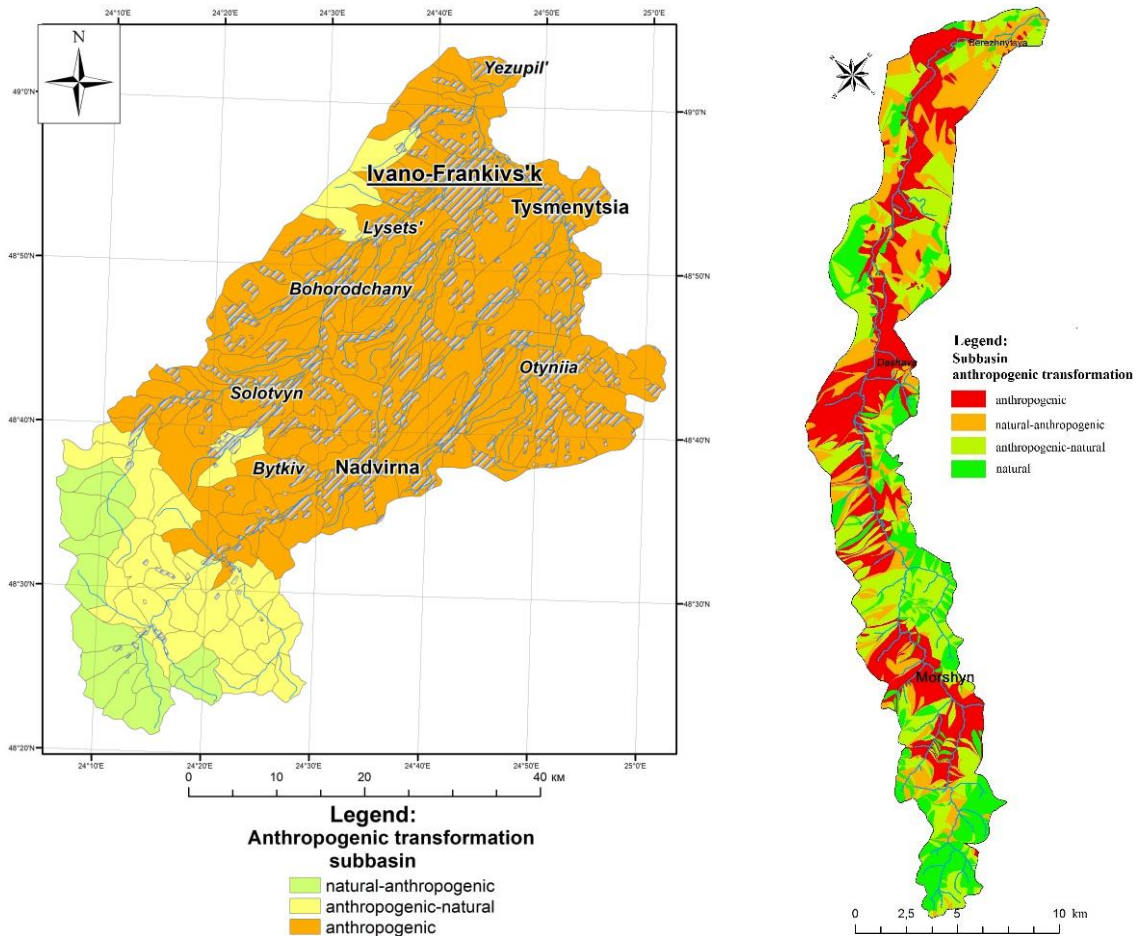 24°10'E
24°20'E
24°30'E
24°40'E
24°50'E
25°0'E
N
49°0'N
49°0'N
Yezupil'
Ivano-Frankivs'k
Tysmenytsia
Lysets'
48°50'N
48°50'N
Bohorodchany
Otyniia
Solotvyn
48°40'N
48°40'N
Bytkiv
Nadvirna
48°30'N
48°30'N
48°20'N
24°10'E
24°20'E
24°30'E
24°40'E
24°50'E
25°0'E
0 10 20 40 км
Legend:
Anthropogenic transformation
subbasin
natural-anthropogenic
anthropogenic-natural
anthropogenic
Berezhnytsya
N
E
W
S
Dashava
Legend:
Subbasin
anthropogenic transformation
anthropogenic
natural-anthropogenic
anthropogenic-natural
natural
Morshyn
0 2,5 5 10 km